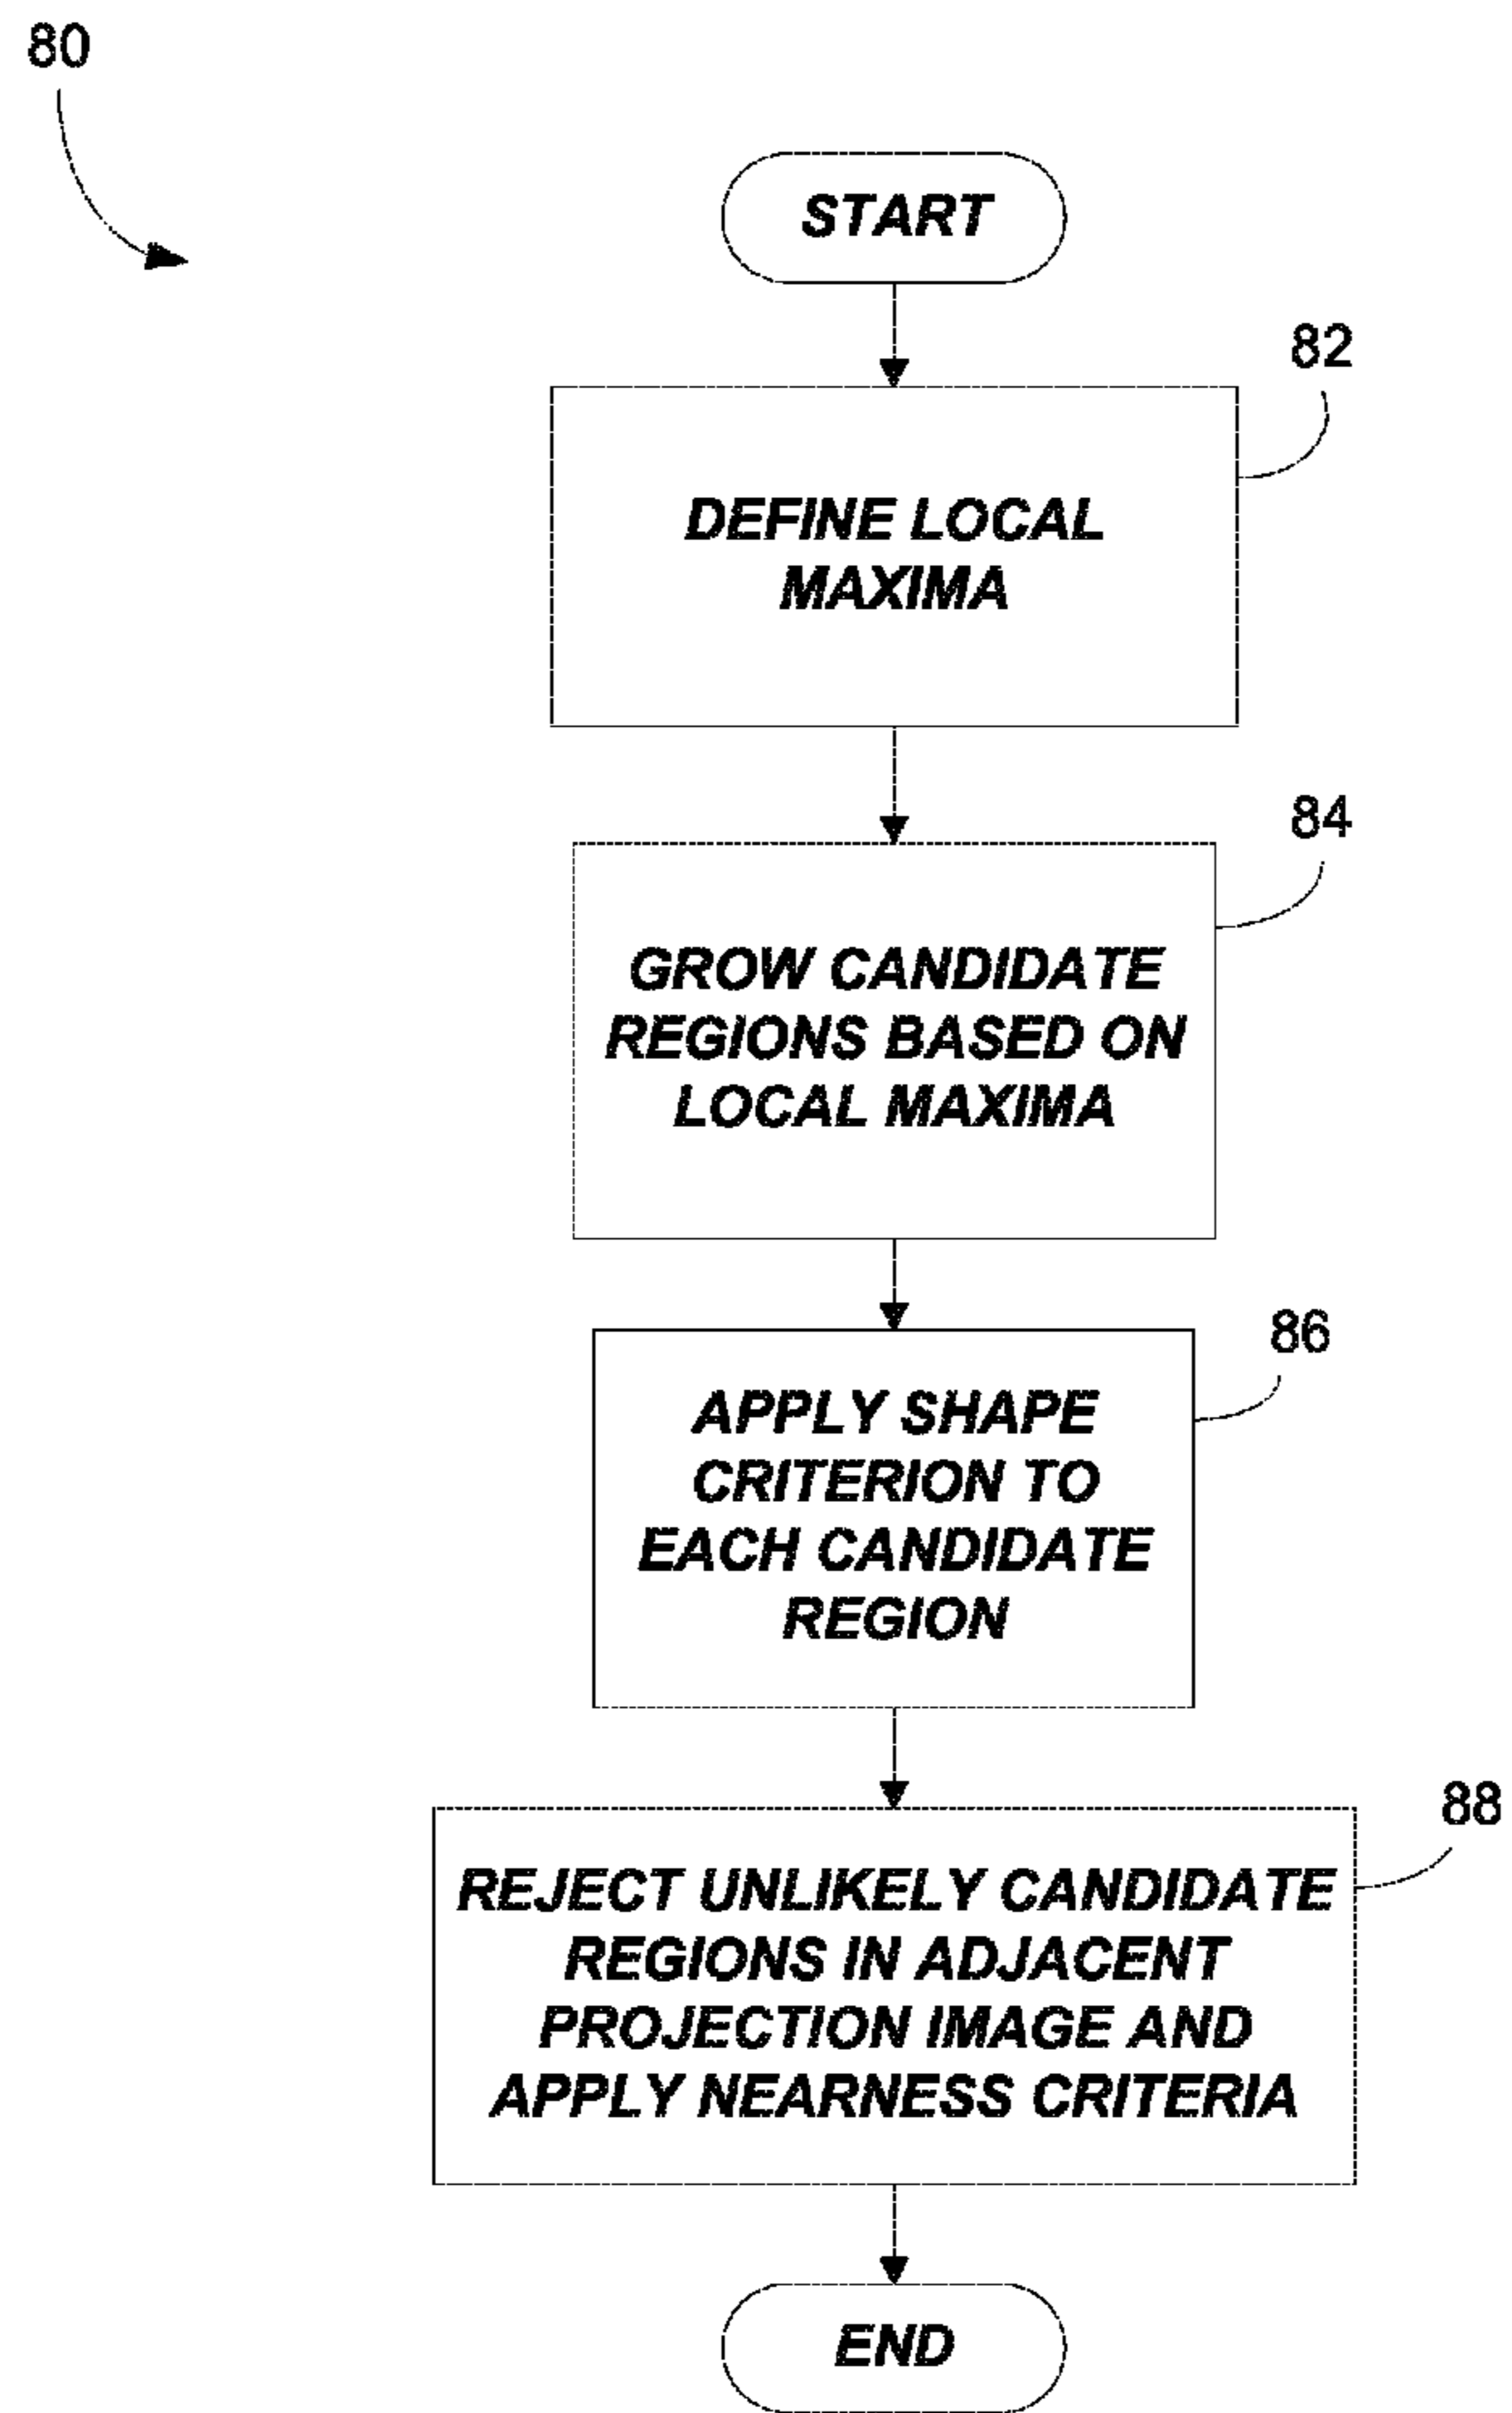 80
START
82
DEFINE LOCAL
MAXIMA
84
GROW CANDIDATE
REGIONS BASED ON
LOCAL MAXIMA
86
APPLY SHAPE
CRITERION TO
EACH CANDIDATE
REGION
88
REJECT UNLIKELY CANDIDATE
REGIONS IN ADJACENT
PROJECTION IMAGE AND
APPLY NEARNESS CRITERIA
END